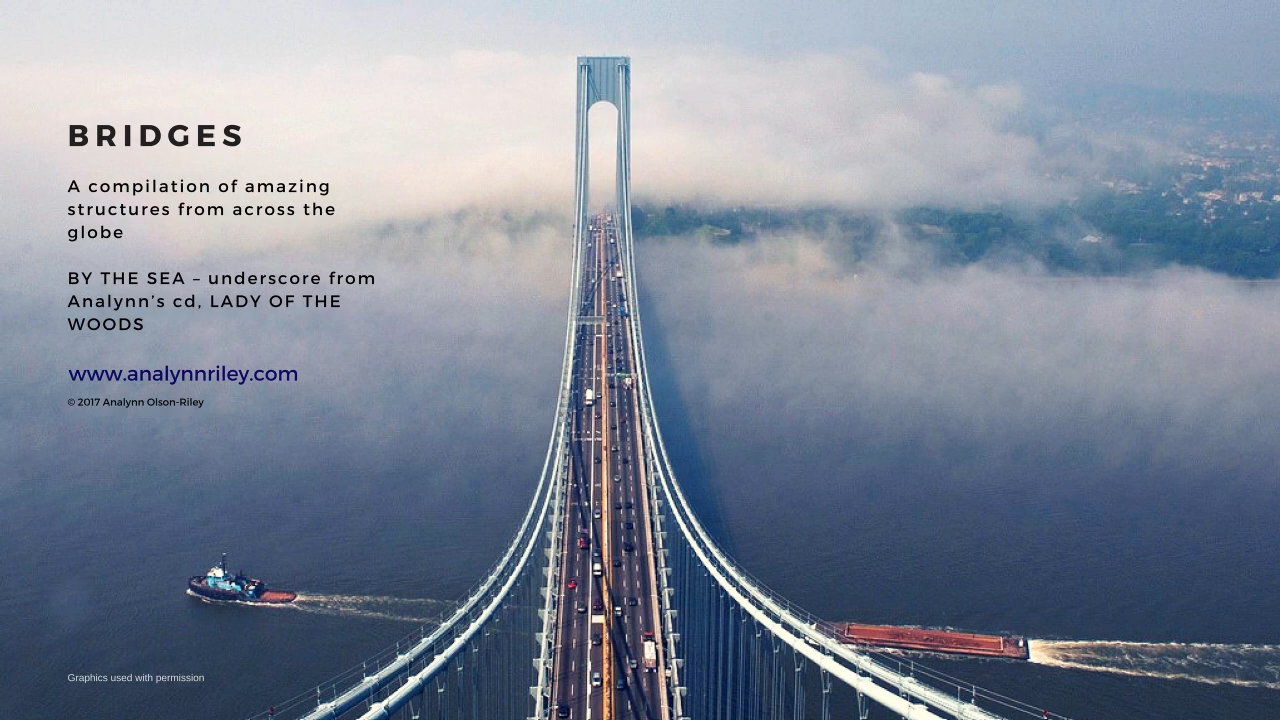 BRIDGES
A compilation of amazing
structures from across the
globe
BY THE SEA – underscore from
Analynn’s cd, LADY OF THE
WOODS
www.analynnriley.com
© 2017 Analynn Olson-Riley
Graphics used with permission